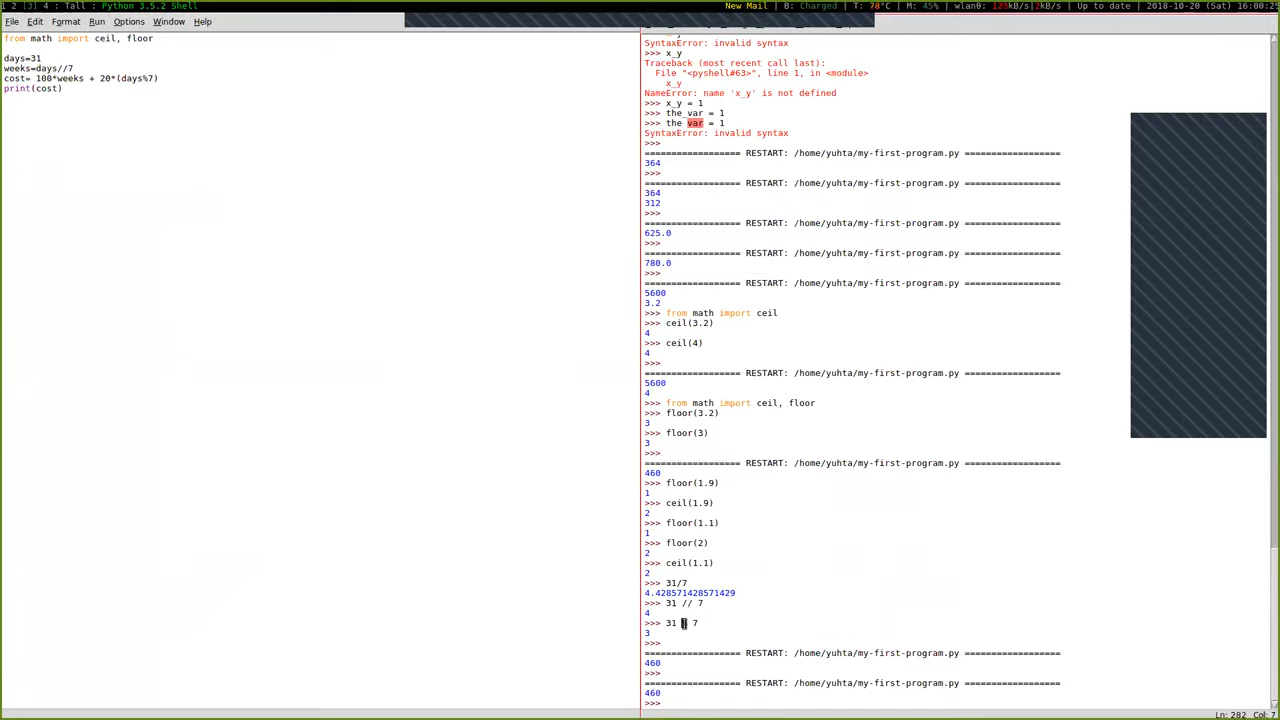 1 2 [3] 4 : Tall : Python 3.5.2 Shell
New Mail | B: Charged | T: 78°C | M: 45% | wlan0: 123kB/s|2kB/s | Up to date | 2018-10-20 (Sat) 16:00:2
File Edit Format Run Options Window Help
from math import ceil, floor
days=31
weeks=days//7
cost= 100*weeks + 20*(days%7)
print(cost)
SyntaxError: invalid syntax
>>> x_y
Traceback (most recent call last):
File "<pyshell#63>", line 1, in <module>
x_y
NameError: name 'x_y' is not defined
>>> x_y = 1
>>> the_var = 1
>>> the var = 1
SyntaxError: invalid syntax
>>>
================== RESTART: /home/yuhta/my-first-program.py ==================
364
>>>
================== RESTART: /home/yuhta/my-first-program.py ==================
364
312
>>>
================== RESTART: /home/yuhta/my-first-program.py ==================
625.0
>>>
================== RESTART: /home/yuhta/my-first-program.py ==================
780.0
>>>
================== RESTART: /home/yuhta/my-first-program.py ==================
5600
3.2
>>> from math import ceil
>>> ceil(3.2)
4
>>> ceil(4)
4
>>>
================== RESTART: /home/yuhta/my-first-program.py ==================
5600
4
>>> from math import ceil, floor
>>> floor(3.2)
3
>>> floor(3)
3
>>>
================== RESTART: /home/yuhta/my-first-program.py ==================
460
>>> floor(1.9)
1
>>> ceil(1.9)
2
>>> floor(1.1)
1
>>> floor(2)
2
>>> ceil(1.1)
2
>>> 31/7
4.428571428571429
>>> 31 // 7
4
>>> 31 7
3
>>>
================== RESTART: /home/yuhta/my-first-program.py ==================
460
>>>
================== RESTART: /home/yuhta/my-first-program.py ==================
460
>>>
Ln: 282 Col: 7